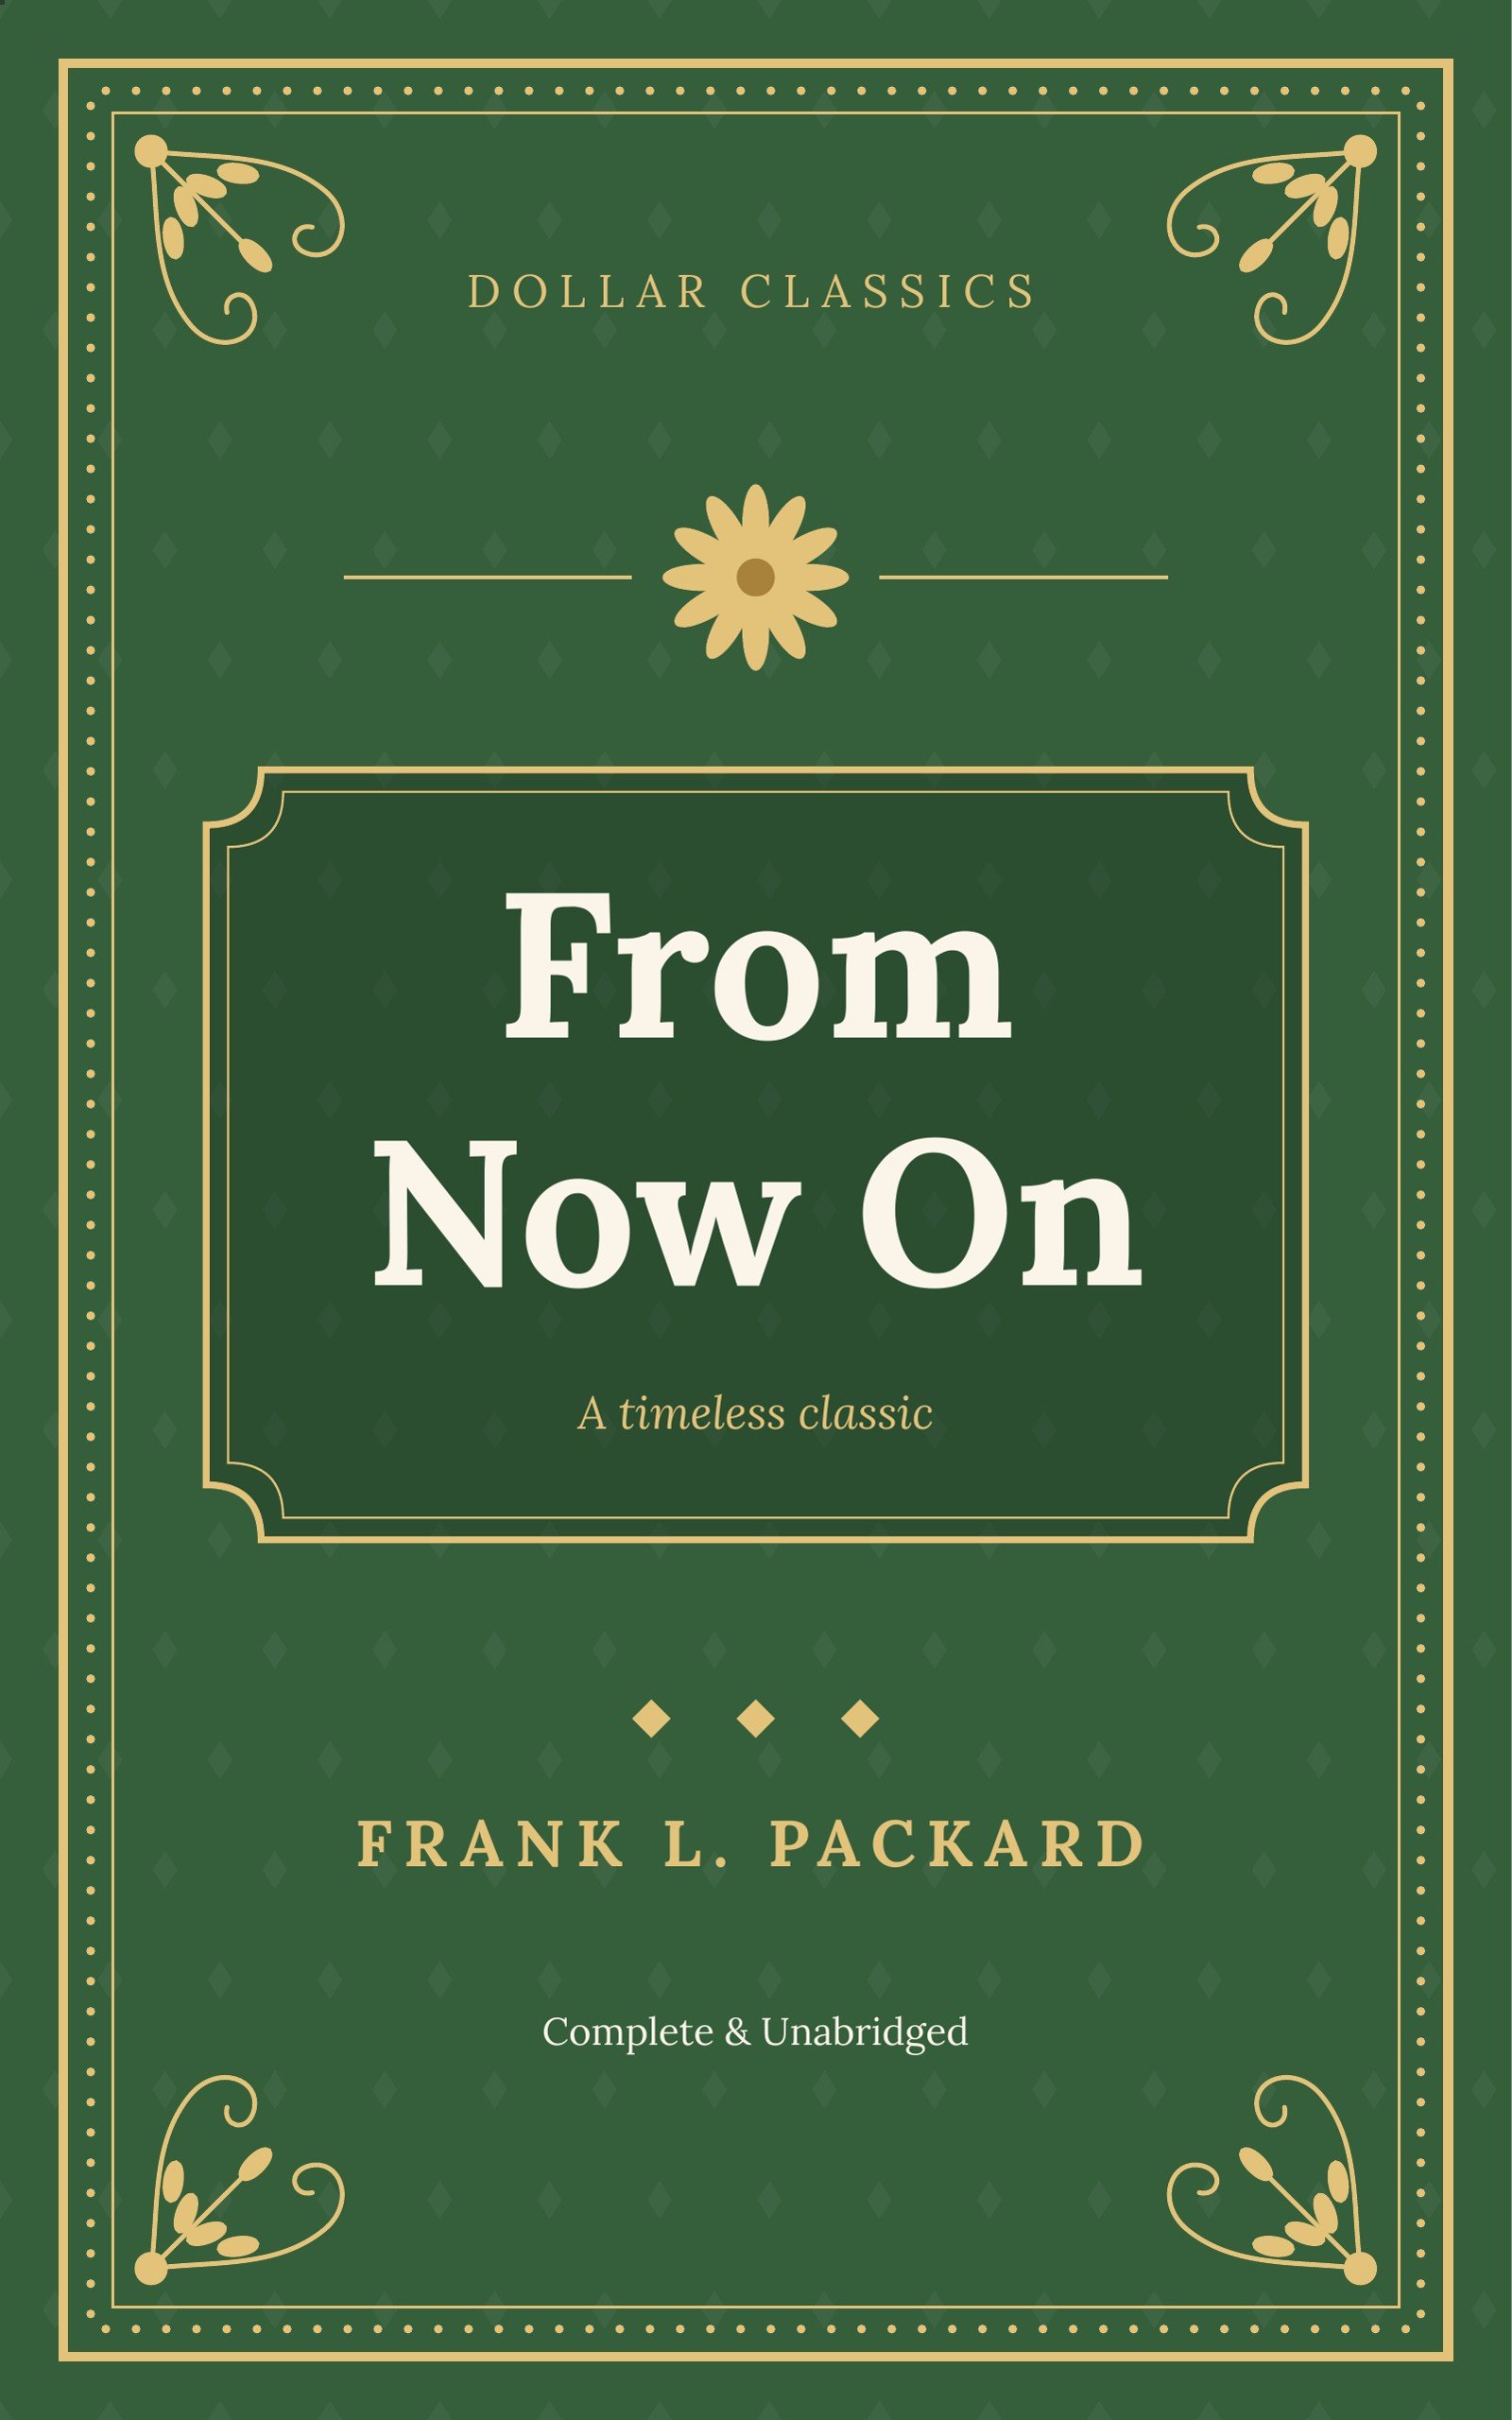 DOLLAR CLASSICS
From
Now On
A timeless classic
FRANK L. PACKARD
Complete & Unabridged